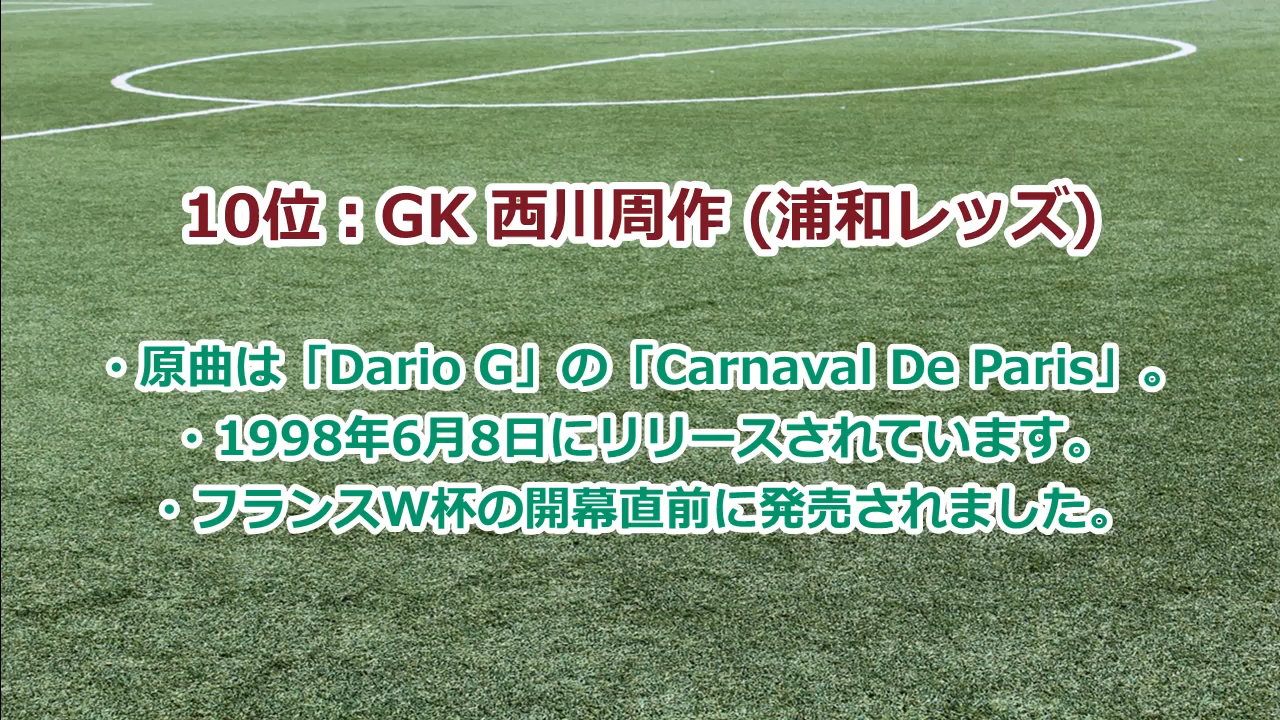 10位：GK 西川周作 (浦和レッズ)
・原曲は「Dario G」の「Carnaval De Paris」。
・1998年6月8日にリリースされています。
・フランスW杯の開幕直前に発売されました。